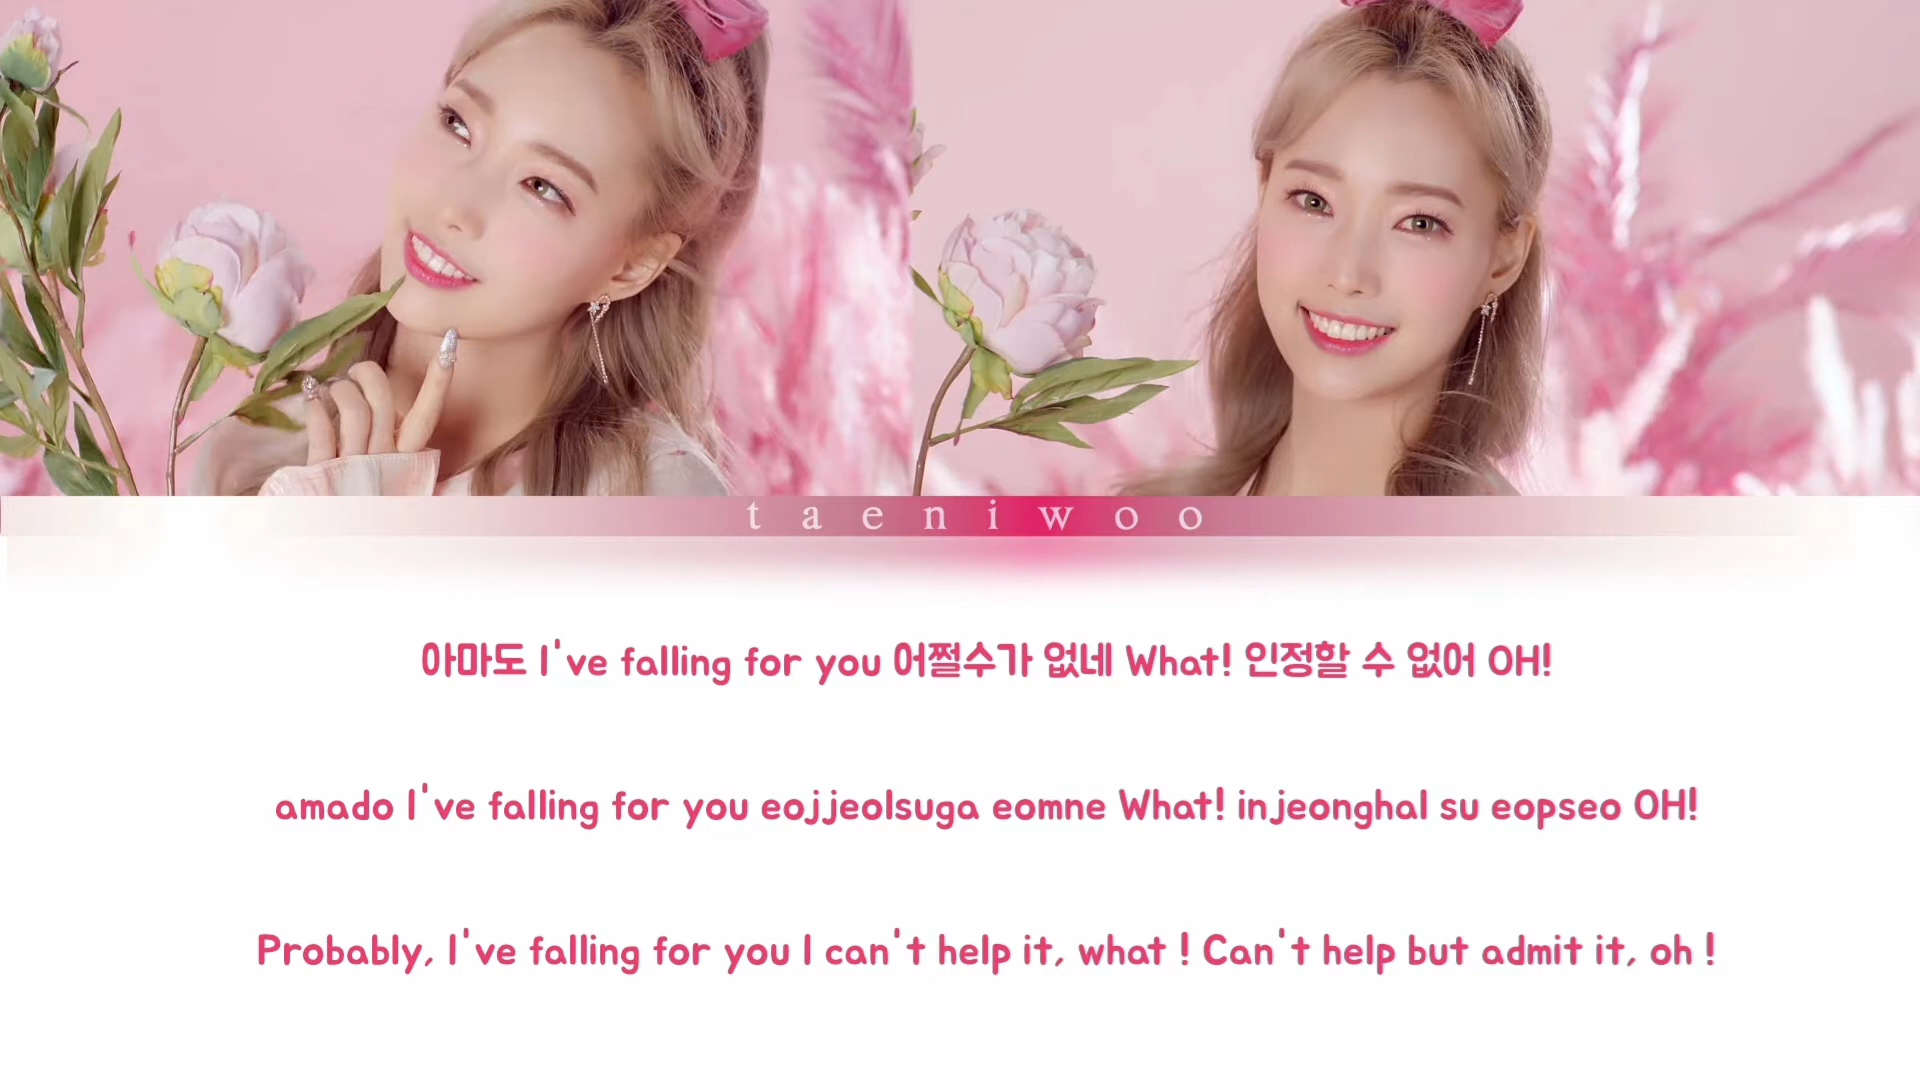 taeniwoo
아마도 I've falling for you 어쩔수가 없네 What! 인정할 수 없어 OH!
amado I've falling for you eojjeolsuga eomne What! injeonghal su eopseo OH!
Probably, I've falling for you I can't help it, what ! Can't help but admit it, oh !